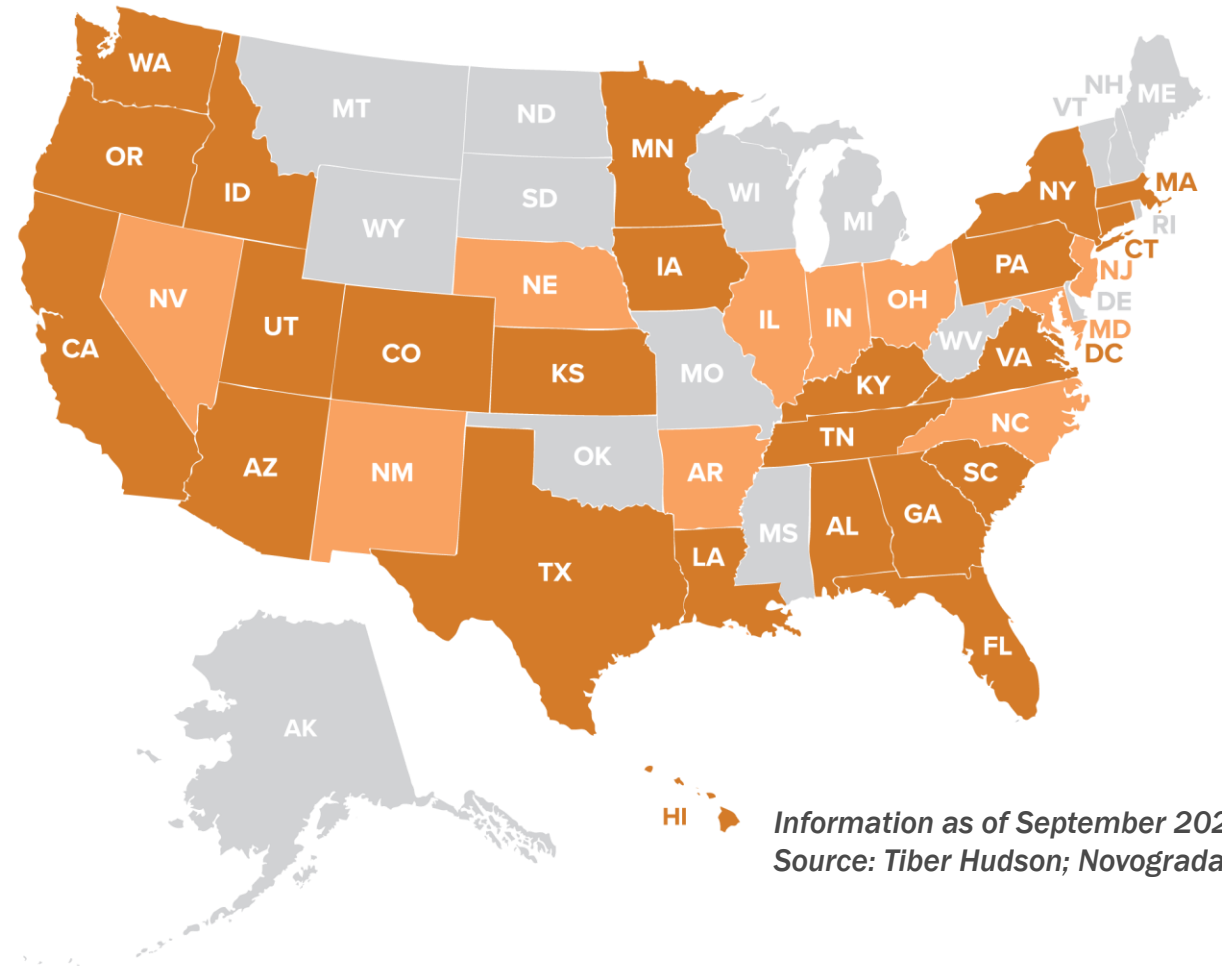 WA
MT
ND
MN
VT
NH
ME
OR
ID
SD
WI
MI
NY
MA
RI
WY
IA
PA
CT
NJ
NV
NE
IL
IN
OH
DE
MD
DC
CA
UT
CO
KS
MO
WV
VA
KY
AZ
NM
OK
AR
TN
NC
SC
TX
LA
MS
AL
GA
FL
AK
HI
Information as of September 202
Source: Tiber Hudson; Novograda